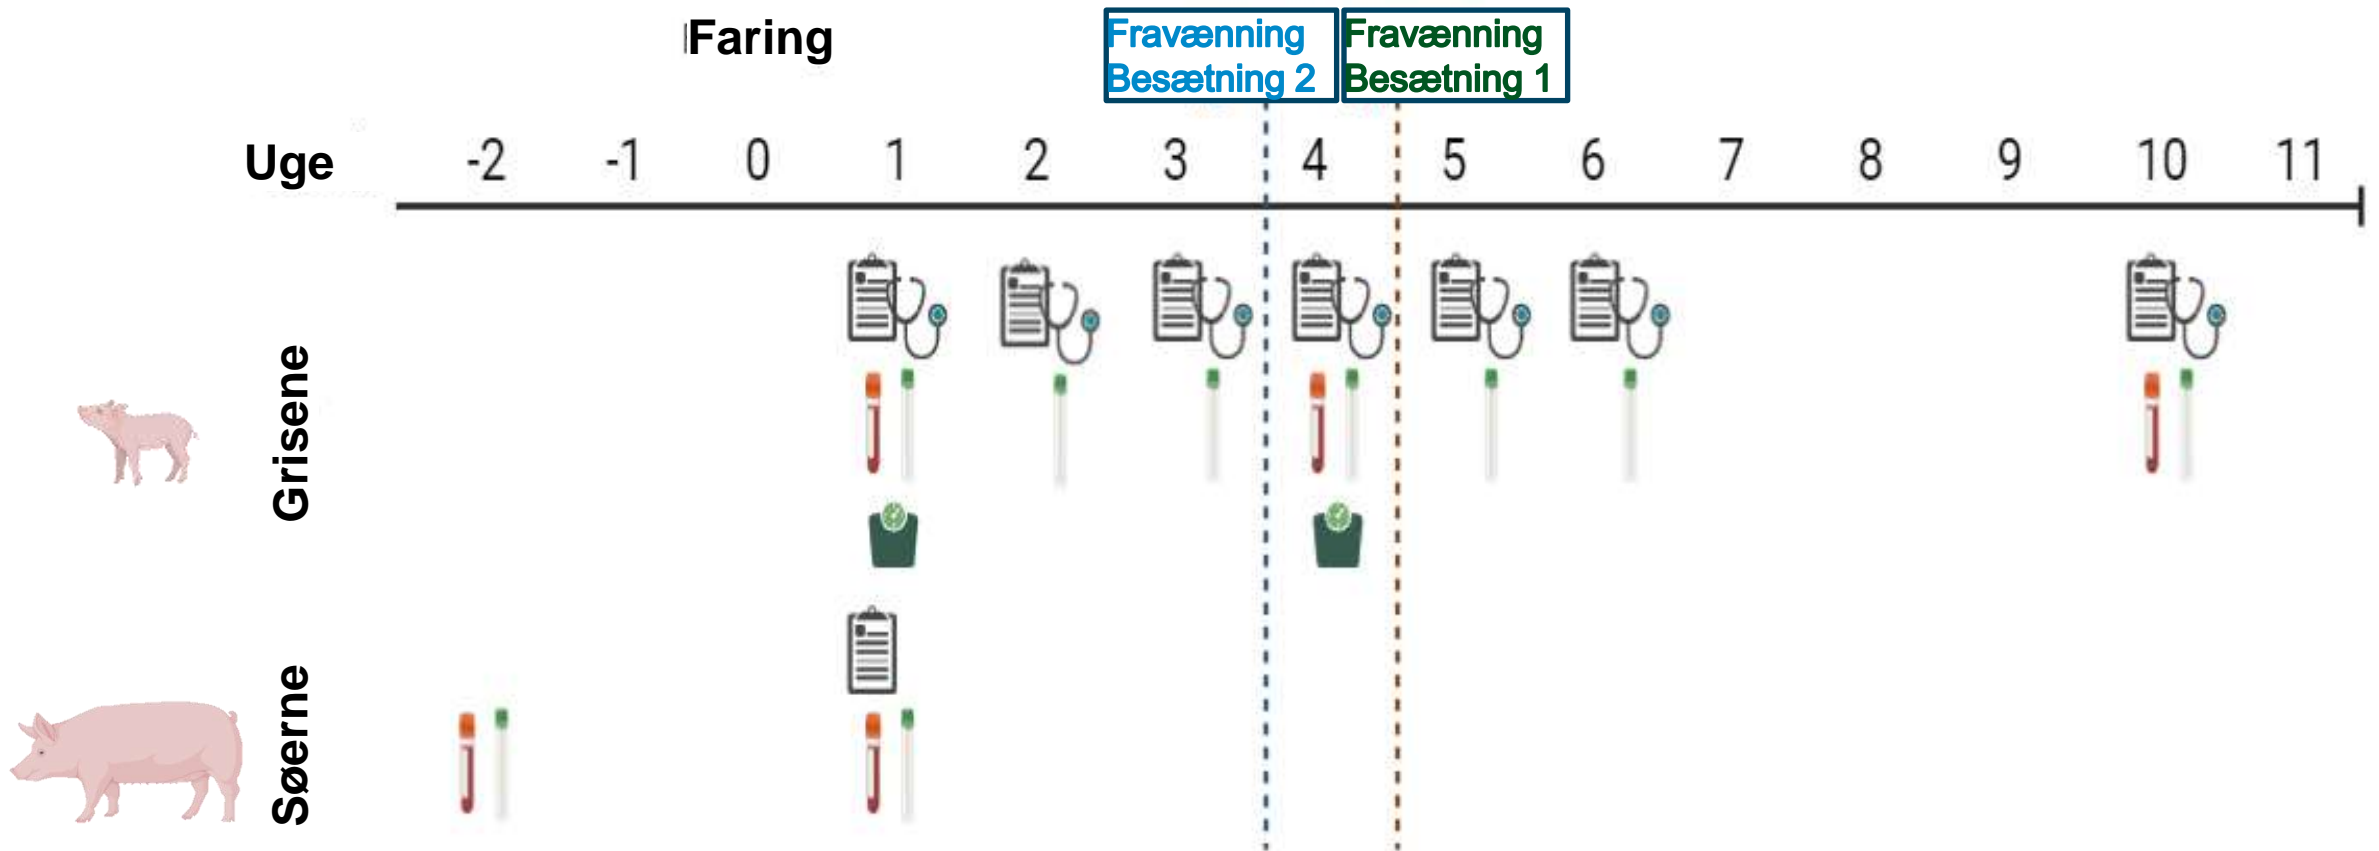 Faring
Fravænning
Besætning 2
Fravænning
Besætning 1
Uge -2 -1 0 1 2 3 4 5 6 7 8 9 10 11
Grisene
Søerne